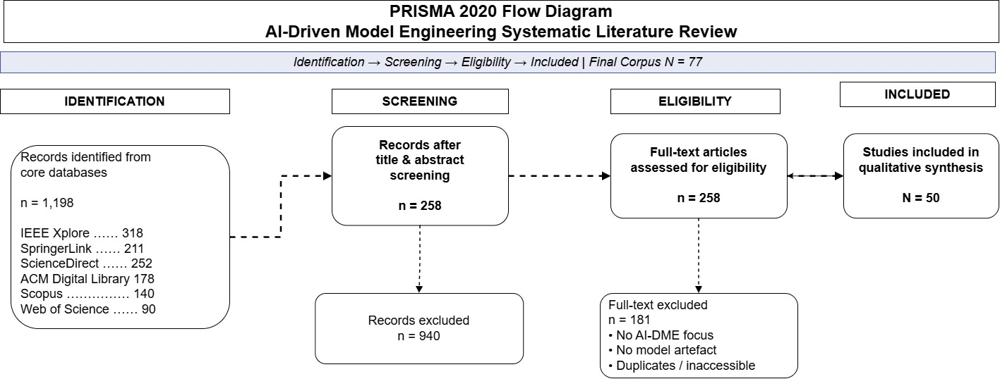 PRISMA 2020 Flow Diagram
AI-Driven Model Engineering Systematic Literature Review
Identification → Screening → Eligibility → Included | Final Corpus N = 77
IDENTIFICATION
Records identified from
core databases
n = 1,198
IEEE Xplore …… 318
SpringerLink …… 211
ScienceDirect …… 252
ACM Digital Library 178
Scopus …………… 140
Web of Science …… 90
SCREENING
Records after
title & abstract
screening
n = 258
Records excluded
n = 940
ELIGIBILITY
Full-text articles
assessed for eligibility
n = 258
Full-text excluded
n = 181
• No AI-DME focus
• No model artefact
• Duplicates / inaccessible
INCLUDED
Studies included in
qualitative synthesis
N = 50